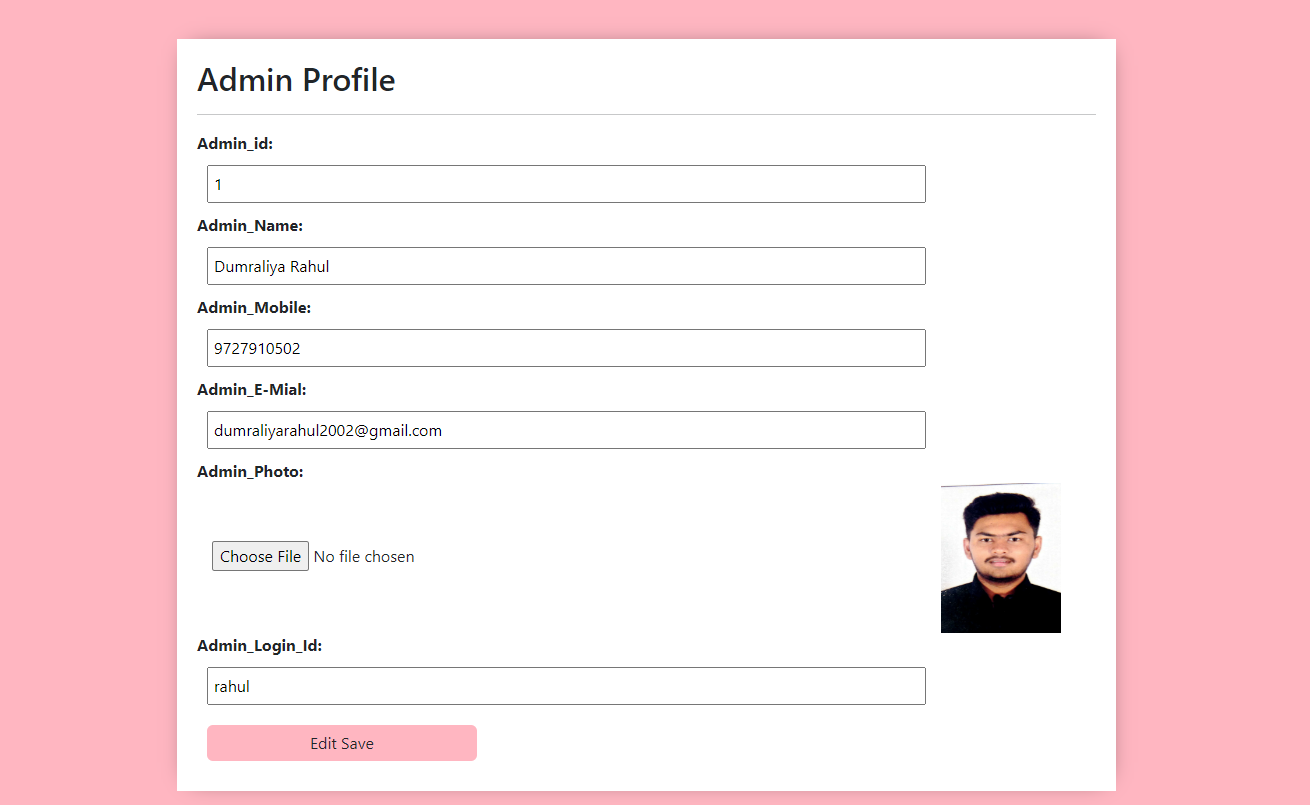 Admin Profile
Admin_id:
1
Admin_Name:
Dumraliya Rahul
Admin_Mobile:
9727910502
Admin_E-Mial:
dumraliyarahul2002@gmail.com
Admin_Photo:
Choose File No file chosen
Admin_Login_Id:
rahul
Edit Save